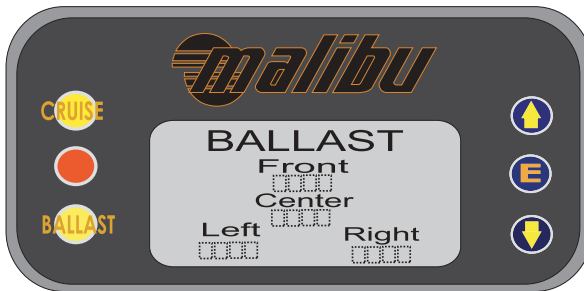 malibu
CRUISE
BALLAST
BALLAST
Front
Center
Left
Right
E